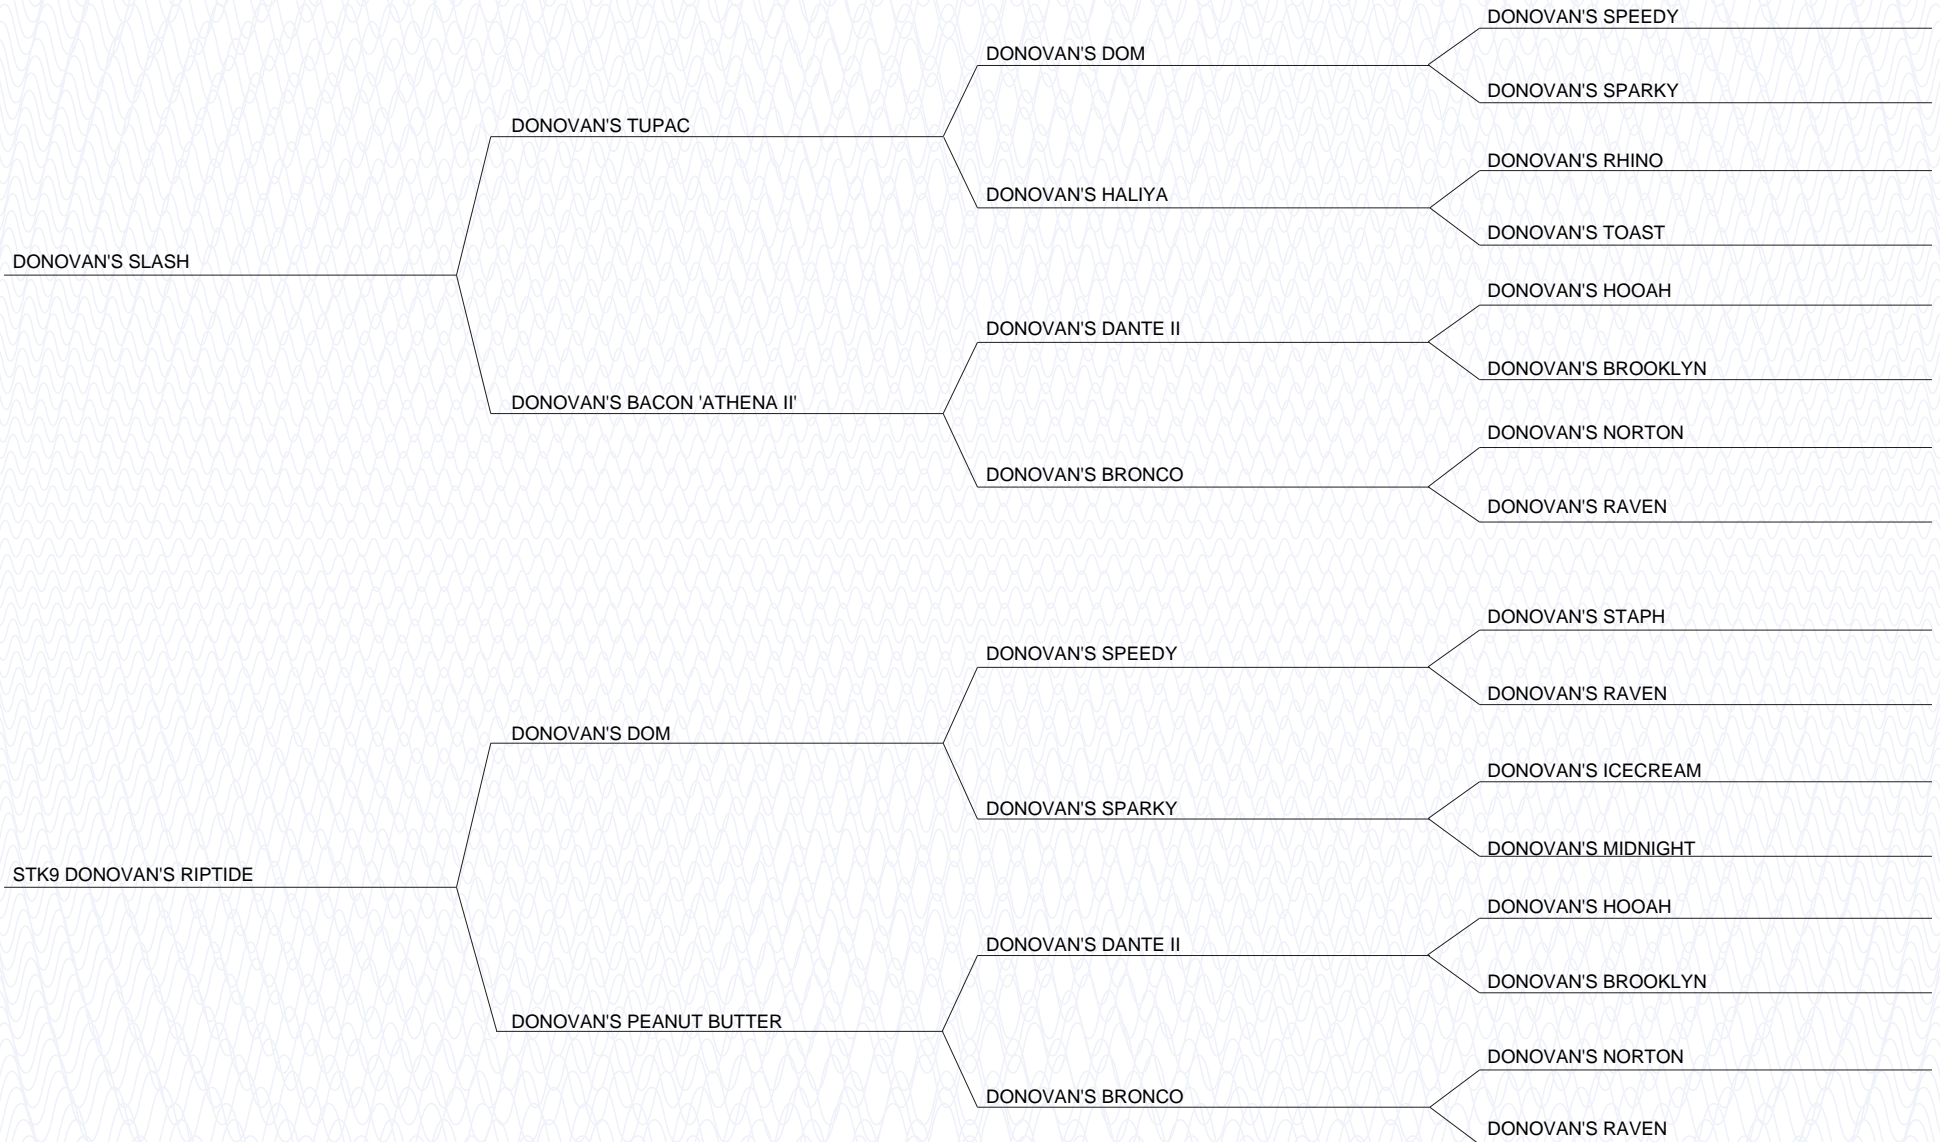 DONOVAN'S SPEEDY
DONOVAN'S DOM
DONOVAN'S SPARKY
DONOVAN'S TUPAC
DONOVAN'S RHINO
DONOVAN'S HALIYA
DONOVAN'S TOAST
DONOVAN'S SLASH
DONOVAN'S HOOAH
DONOVAN'S DANTE II
DONOVAN'S BROOKLYN
DONOVAN'S BACON 'ATHENA II'
DONOVAN'S NORTON
DONOVAN'S BRONCO
DONOVAN'S RAVEN
DONOVAN'S STAPH
DONOVAN'S SPEEDY
DONOVAN'S RAVEN
DONOVAN'S DOM
DONOVAN'S ICECREAM
DONOVAN'S SPARKY
DONOVAN'S MIDNIGHT
STK9 DONOVAN'S RIPTIDE
DONOVAN'S HOOAH
DONOVAN'S DANTE II
DONOVAN'S BROOKLYN
DONOVAN'S PEANUT BUTTER
DONOVAN'S NORTON
DONOVAN'S BRONCO
DONOVAN'S RAVEN